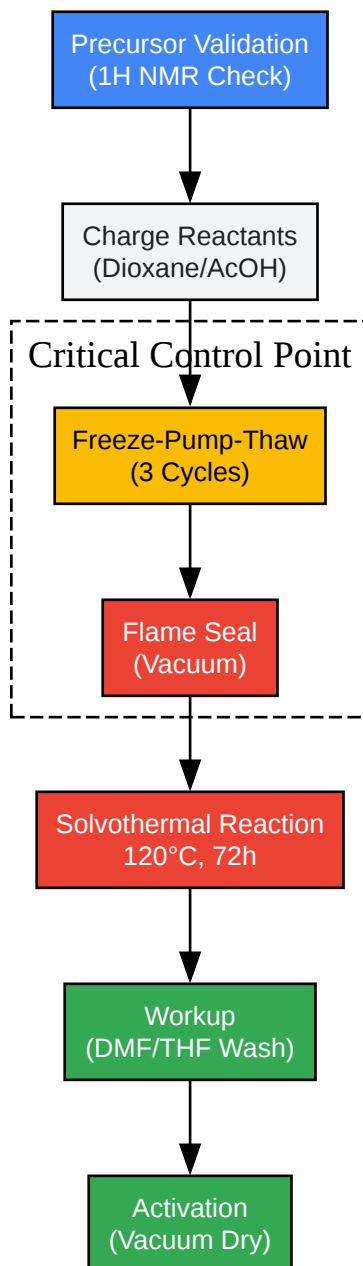 Precursor Validation
(1H NMR Check)
Charge Reactants
(Dioxane/AcOH)
Critical Control Point
Freeze-Pump-Thaw
(3 Cycles)
Flame Seal
(Vacuum)
Solvothermal Reaction
120°C, 72h
Workup
(DMF/THF Wash)
Activation
(Vacuum Dry)